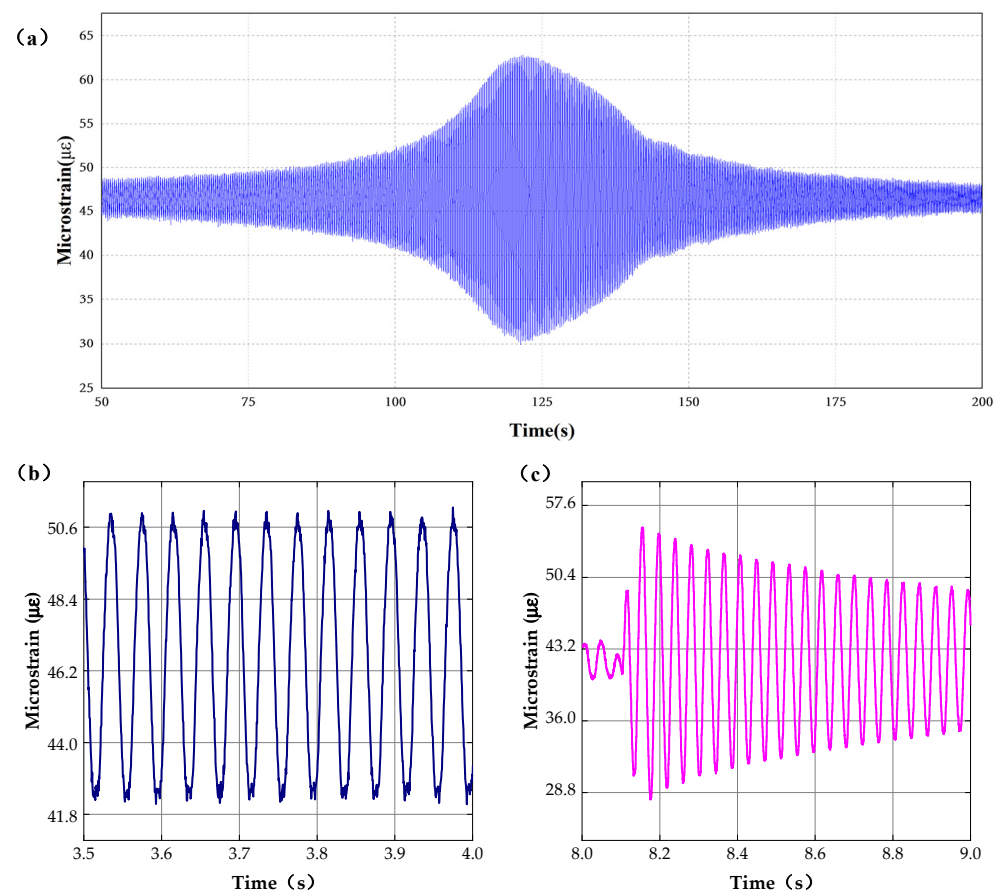 (a)
Microstrain(με)
65
60
55
50
45
40
35
30
25
50 75 100 125 150 175 200
Time(s)
(b)
Microstrain (με)
50.6
48.4
46.2
44.0
41.8
3.5 3.6 3.7 3.8 3.9 4.0
Time (s)
(c)
Microstrain (με)
57.6
50.4
43.2
36.0
28.8
8.0 8.2 8.4 8.6 8.8 9.0
Time (s)